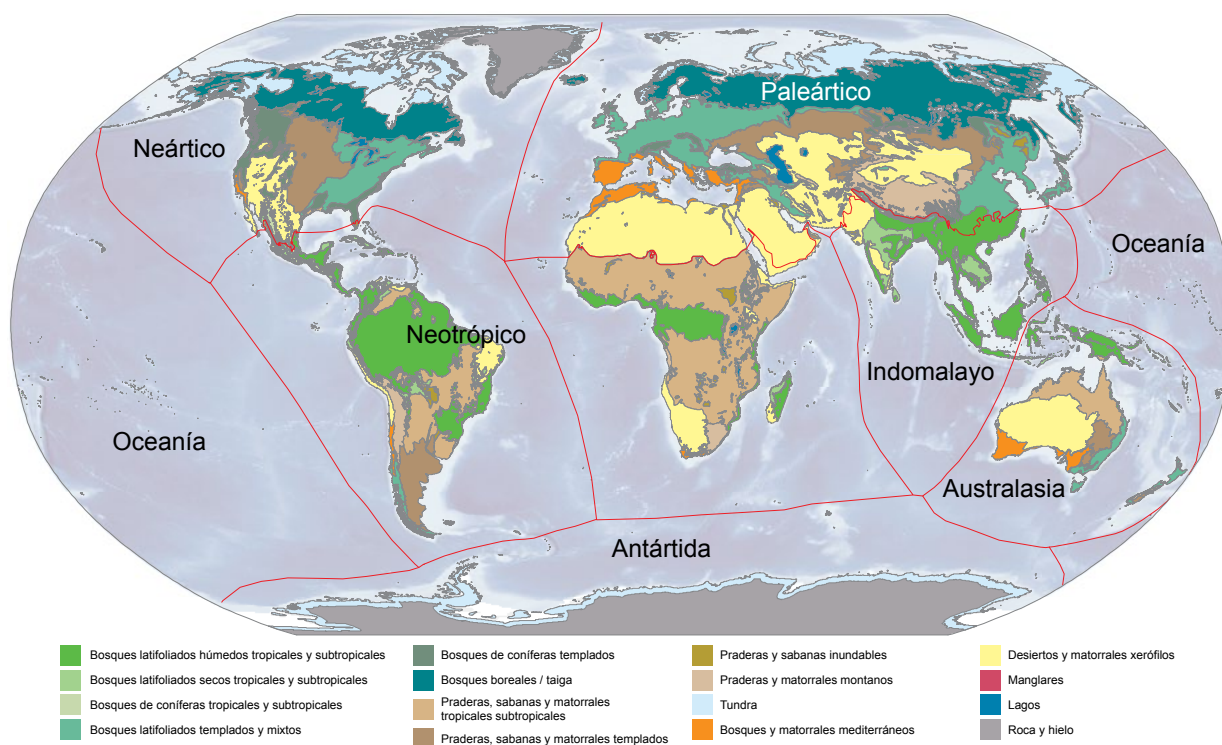 Paleártico
Neártico
Oceanía
Neotrópico
Indomalayo
Oceanía
Australasia
Antártida
Bosques latifoliados húmedos tropicales y subtropicales
Bosques latifoliados secos tropicales y subtropicales
Bosques de coníferas tropicales y subtropicales
Bosques latifoliados templados y mixtos
Bosques de coníferas templados
Bosques boreales / taiga
Praderas, sabanas y matorrales
tropicales subtropicales
Praderas, sabanas y matorrales templados
Praderas y sabanas inundables
Praderas y matorrales montanos
Tundra
Bosques y matorrales mediterráneos
Desiertos y matorrales xerófilos
Manglares
Lagos
Roca y hielo